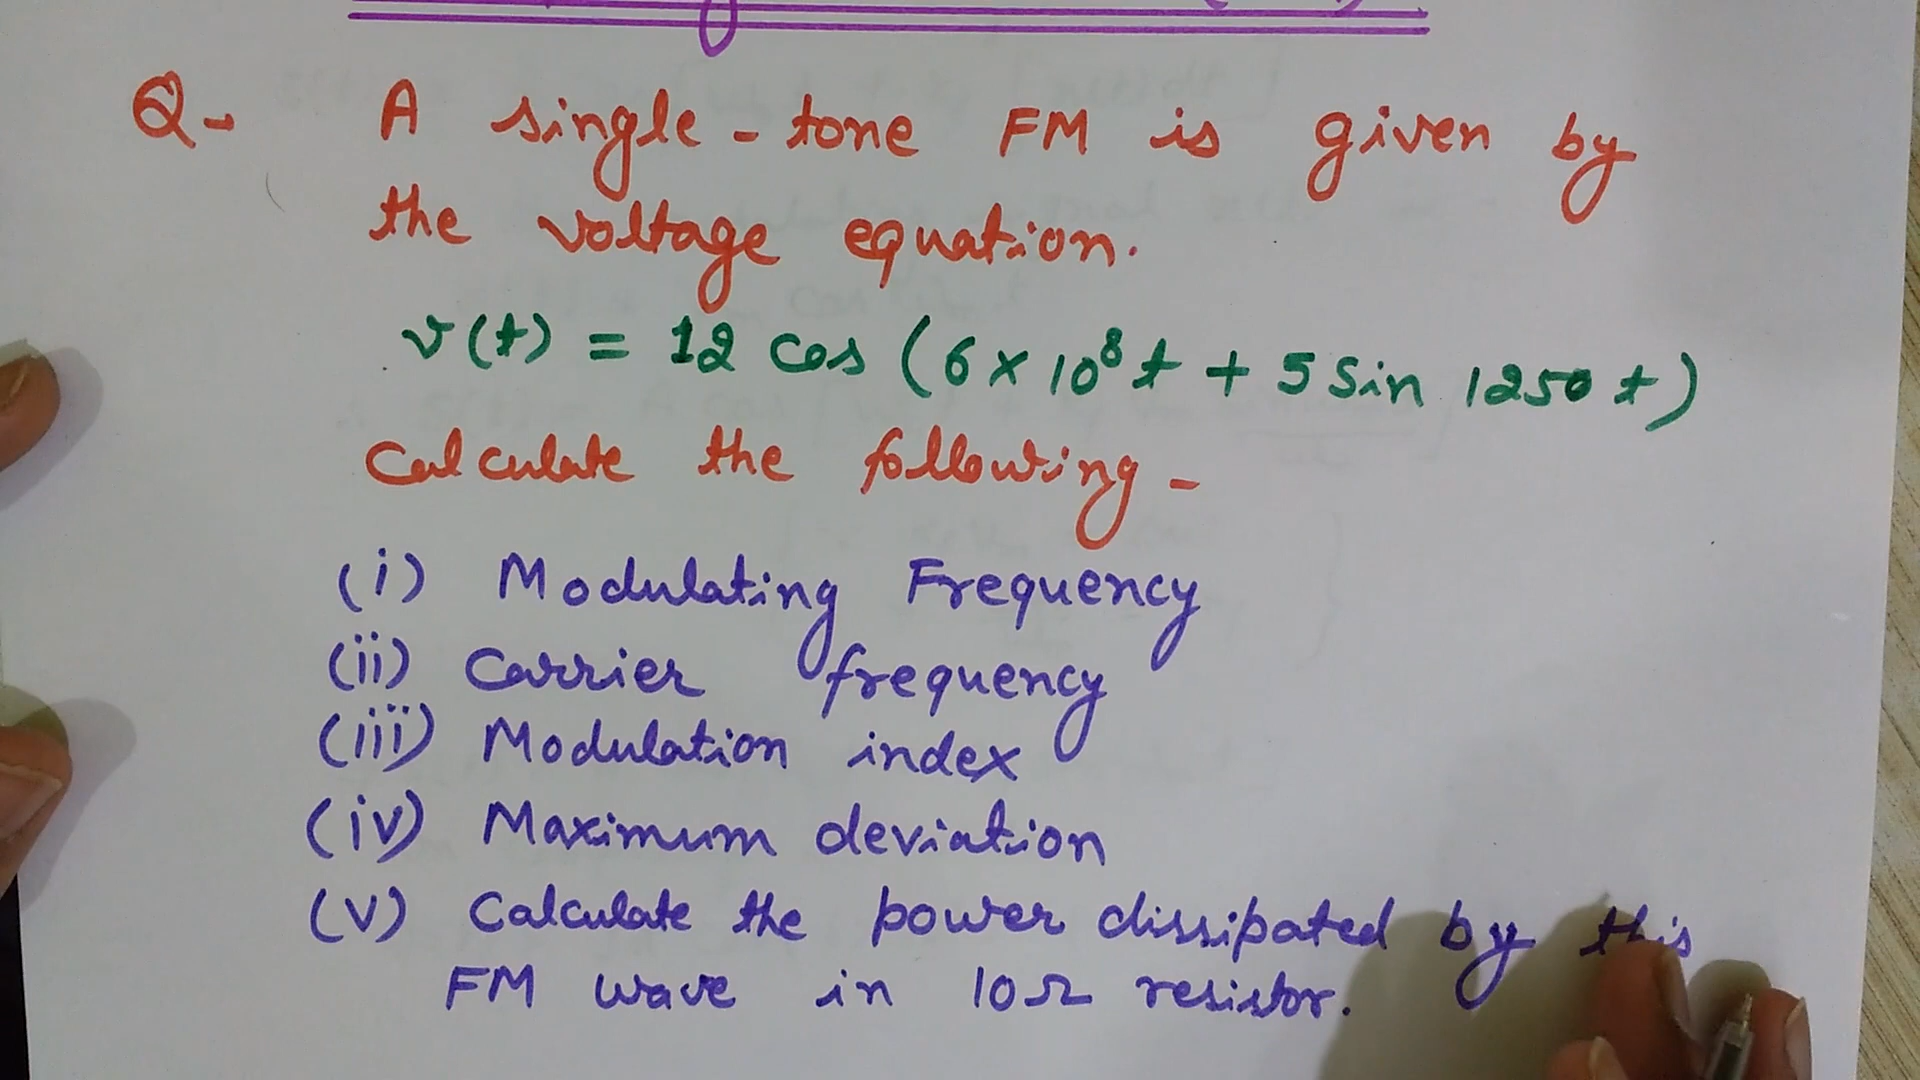 Q- A single-tone FM is given by
the voltage equation.
v(t) = 12 cos (6 × 10⁸ t + 5 Sin 1250 t)
Calculate the following -
(i) Modulating Frequency
(ii) Carrier frequency
(iii) Modulation index
(iv) Maximum deviation
(v) Calculate the power dissipated by this
FM wave in 10Ω resistor.